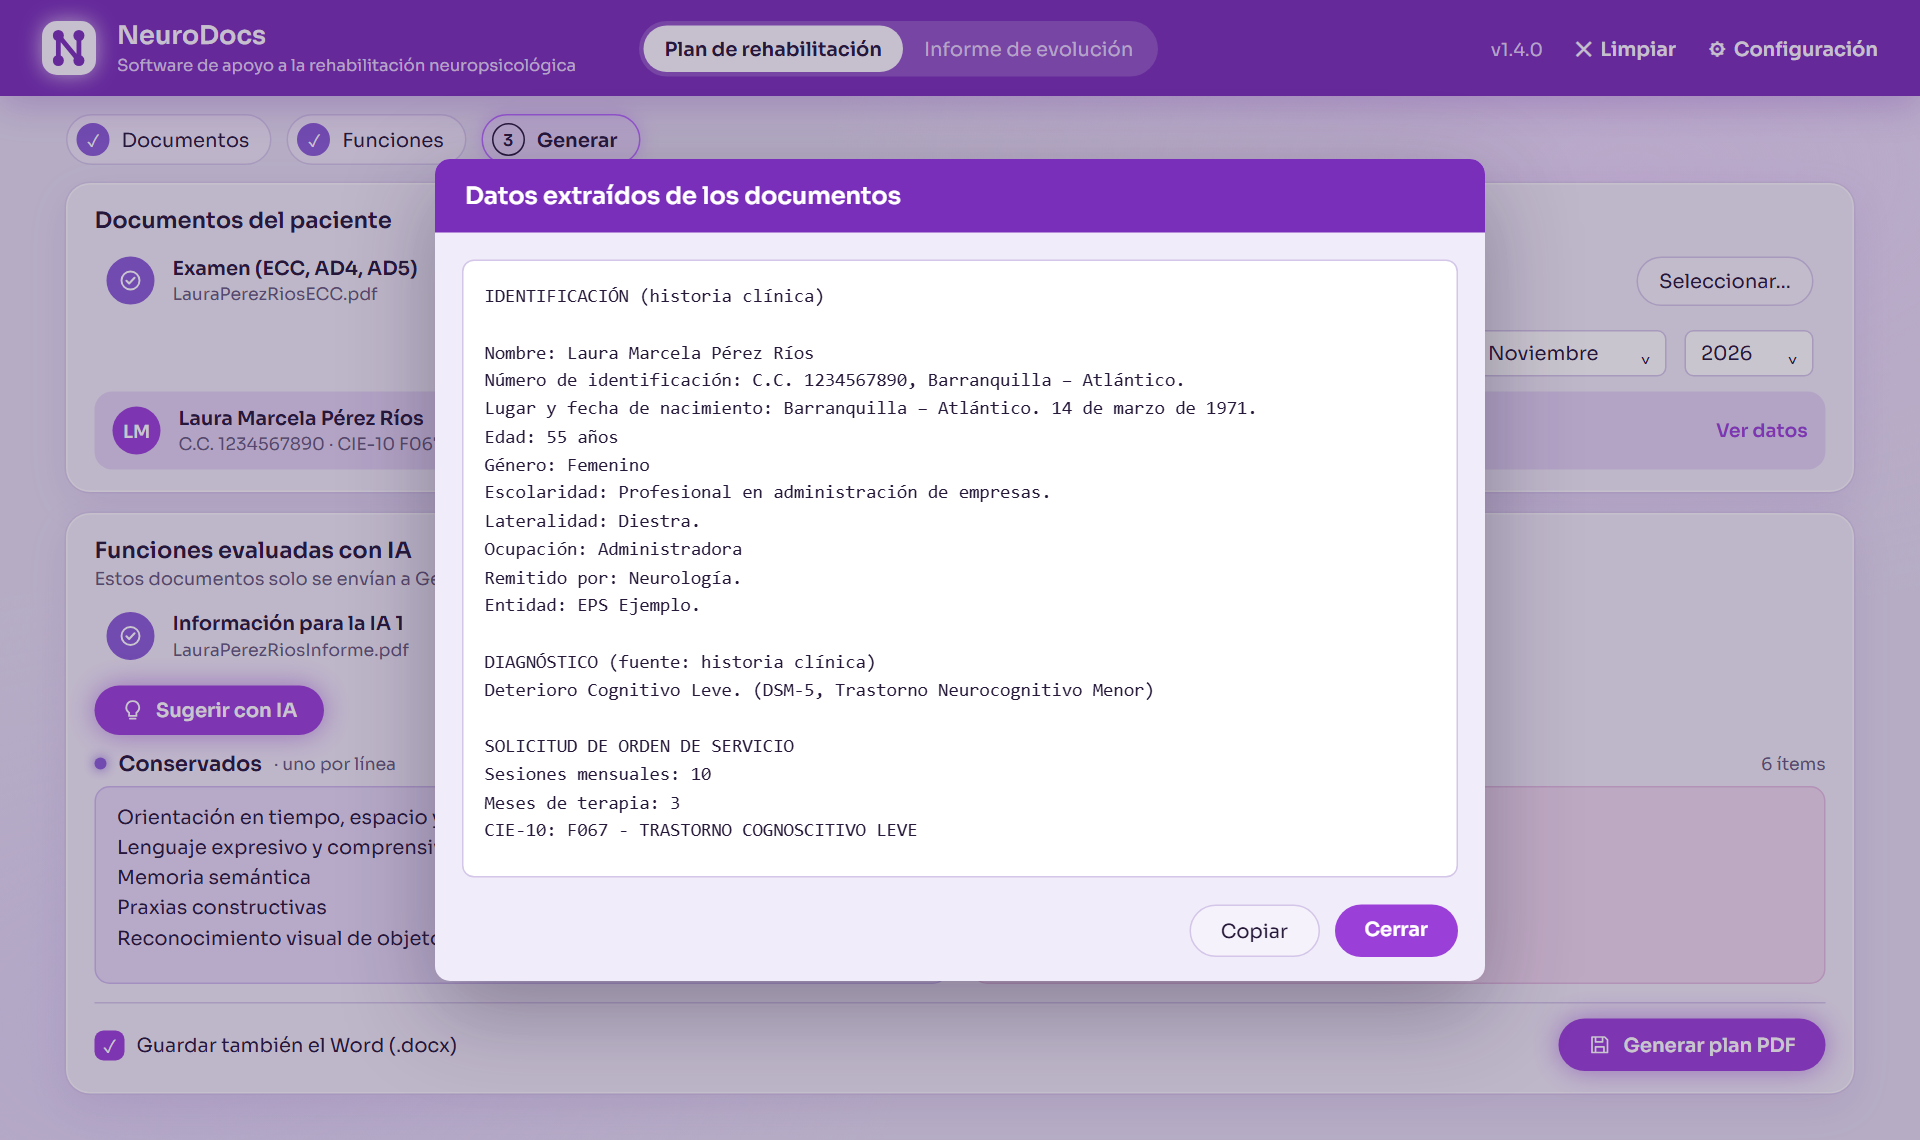 NeuroDocs
Software de apoyo a la rehabilitación neuropsicológica
Plan de rehabilitación
Informe de evolución
v1.4.0
Limpiar
Configuración
Documentos
Funciones
3 Generar
Datos extraídos de los documentos
Documentos del paciente
Examen (ECC, AD4, AD5)
LauraPerezRiosECC.pdf
Seleccionar...
Noviembre
2026
LM
Laura Marcela Pérez Ríos
C.C. 1234567890 · CIE-10 F067
Ver datos
IDENTIFICACIÓN (historia clínica)
Nombre: Laura Marcela Pérez Ríos
Número de identificación: C.C. 1234567890, Barranquilla – Atlántico.
Lugar y fecha de nacimiento: Barranquilla – Atlántico. 14 de marzo de 1971.
Edad: 55 años
Género: Femenino
Escolaridad: Profesional en administración de empresas.
Lateralidad: Diestra.
Ocupación: Administradora
Remitido por: Neurología.
Entidad: EPS Ejemplo.
DIAGNÓSTICO (fuente: historia clínica)
Deterioro Cognitivo Leve. (DSM-5, Trastorno Neurocognitivo Menor)
SOLICITUD DE ORDEN DE SERVICIO
Sesiones mensuales: 10
Meses de terapia: 3
CIE-10: F067 - TRASTORNO COGNOSCITIVO LEVE
Copiar
Cerrar
Funciones evaluadas con IA
Estos documentos solo se envían a
Información para la IA 1
LauraPerezRiosInforme.pdf
Sugerir con IA
Conservados · uno por línea
6 ítems
Orientación en tiempo, espacio
Lenguaje expresivo y
Memoria semántica
Praxias constructivas
Reconocimiento visual de
Guardar también el Word (.docx)
Generar plan PDF